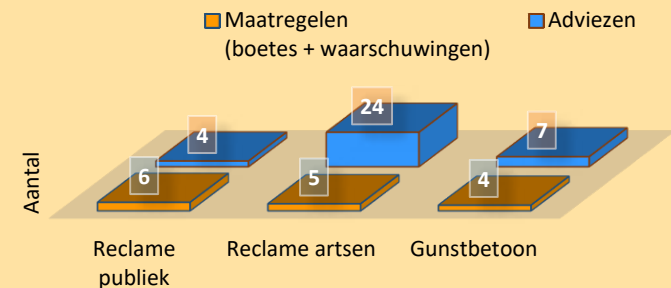 Maatregelen Adviezen
(boetes + waarschuwingen)
24
4 7
6 5 4
Aantal
Reclame Reclame artsen Gunstbetoon
publiek